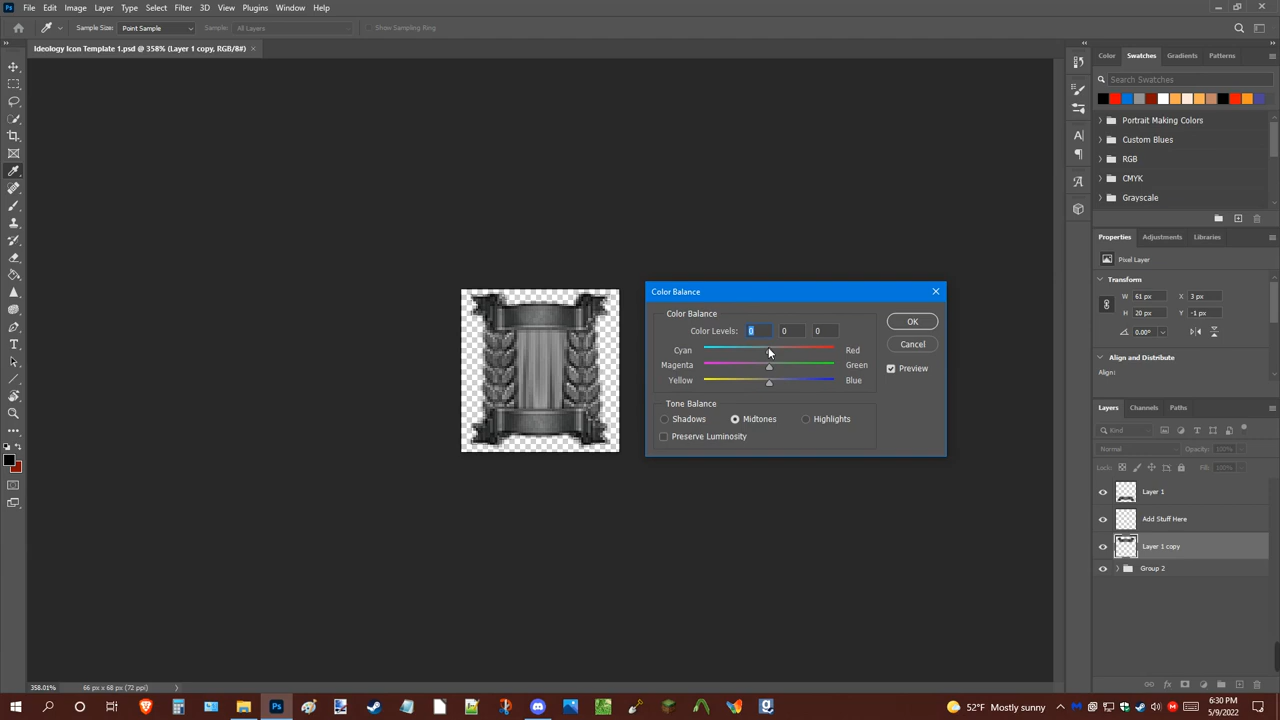 Ps File Edit Image Layer Type Select Filter 3D View Plugins Window Help
Sample Size: Point Sample Sample: All Layers Show Sampling Ring
Ideology Icon Template 1.psd @ 358% (Layer 1 copy, RGB/8#)
Color Swatches Gradients Patterns
Search Swatches
Portrait Making Colors
Custom Blues
RGB
CMYK
Grayscale
Properties Adjustments Libraries
Pixel Layer
Transform
W 61 px X 3 px
H 20 px Y -1 px
0.00°
Align and Distribute
Align:
Color Balance
Color Balance
Color Levels: 0 0 0
OK
Cyan Red
Cancel
Magenta Green
Preview
Yellow Blue
Tone Balance
Shadows Midtones Highlights
Preserve Luminosity
Layers Channels Paths
Kind
Normal Opacity: 100%
Lock: Fill: 100%
Layer 1
Add Stuff Here
Layer 1 copy
Group 2
358.01% 66 px x 68 px (72 ppi)
Ps
52°F Mostly sunny
6:30 PM
5/9/2022